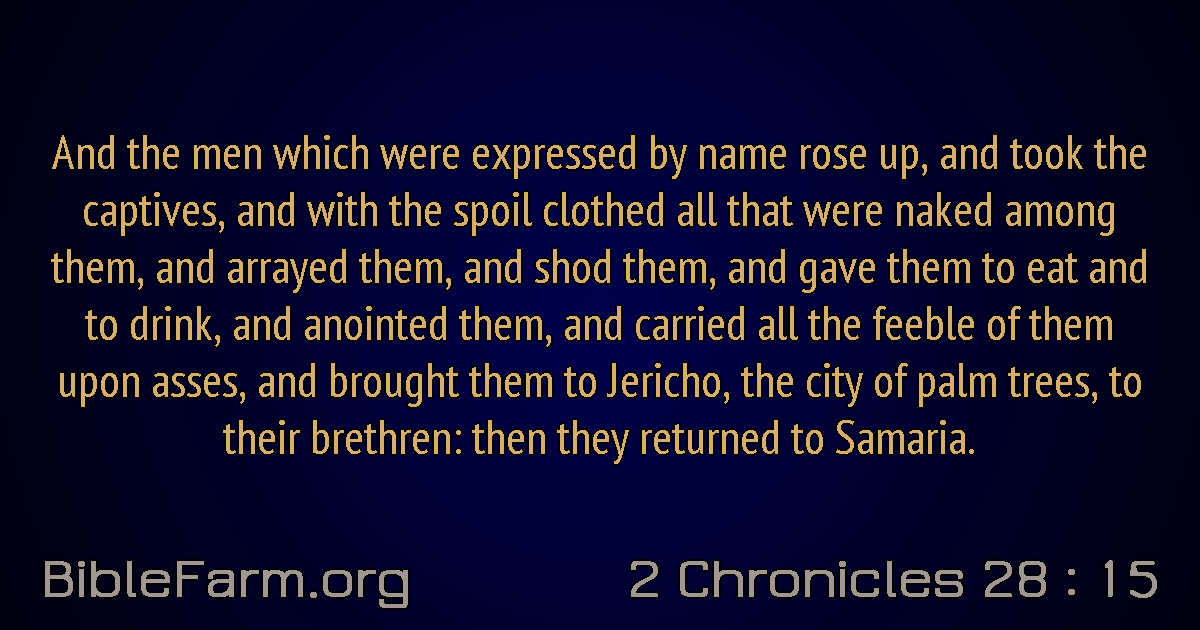 And the men which were expressed by name rose up, and took the
captives, and with the spoil clothed all that were naked among
them, and arrayed them, and shod them, and gave them to eat and
to drink, and anointed them, and carried all the feeble of them
upon asses, and brought them to Jericho, the city of palm trees, to
their brethren: then they returned to Samaria.
BibleFarm.org
2 Chronicles 28 : 15